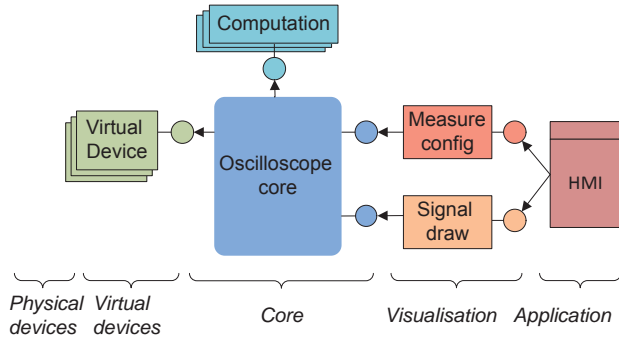 Computation
Virtual
Device
Oscilloscope
core
Measure
config
Signal
draw
HMI
Physical
devices
Virtual
devices
Core
Visualisation
Application